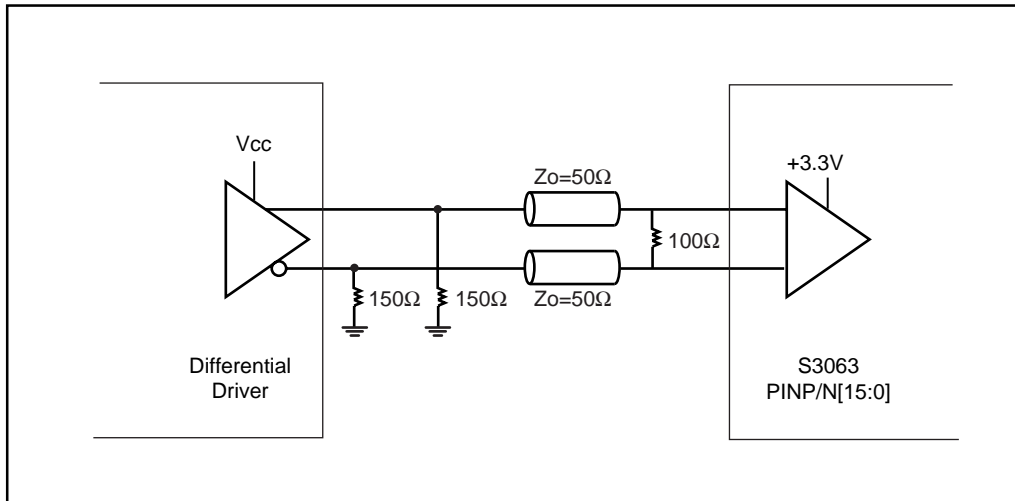 Vcc
Zo=50Ω
+3.3V
100Ω
150Ω
150Ω
Zo=50Ω
Differential
Driver
S3063
PINP/N[15:0]